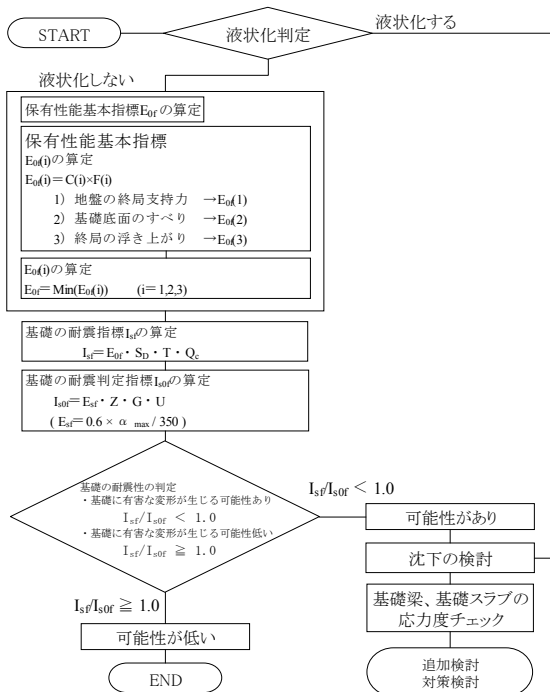 START
液状化判定
液状化する
液状化しない
保有性能基本指標E0fの算定
保有性能基本指標
E0f(i)の算定
E0f(i)＝C(i)×F(i)
1）地盤の終局支持力 →E0f(1)
2）基礎底面のすべり →E0f(2)
3）終局の浮き上がり →E0f(3)
E0f(i)の算定
E0f＝Min(E0f(i)) (i＝1,2,3)
基礎の耐震指標Isfの算定
Isf＝E0f・SD・T・Qc
基礎の耐震判定指標Is0fの算定
Is0f＝Esf・Z・G・U
( Esf＝0.6 × α max / 350 )
基礎の耐震性の判定
・基礎に有害な変形が生じる可能性あり
Isf/Is0f < 1.0
・基礎に有害な変形が生じる可能性低い
Isf/Is0f ≧ 1.0
Isf/Is0f < 1.0
可能性があり
沈下の検討
基礎梁、基礎スラブの
応力度チェック
追加検討
対策検討
Isf/Is0f ≧ 1.0
可能性が低い
END